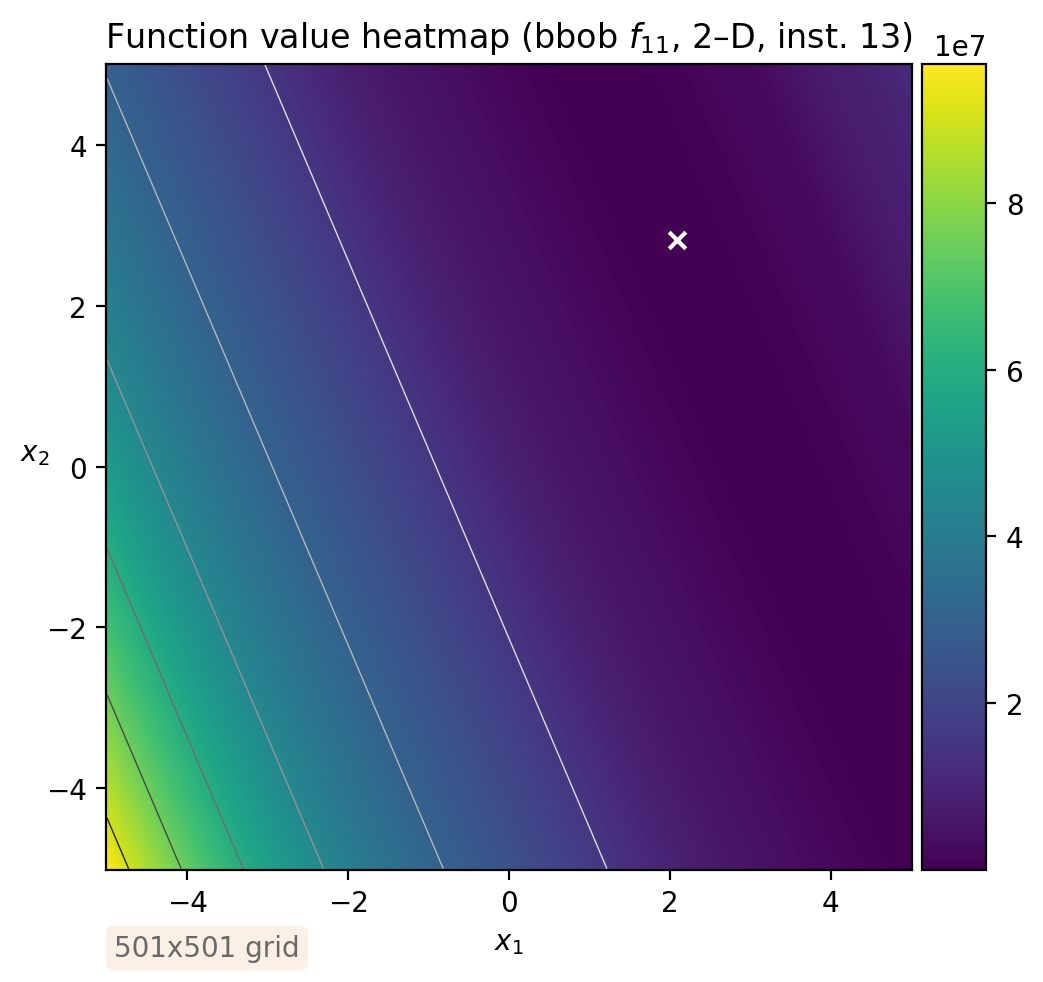 Function value heatmap (bbob f₁₁, 2–D, inst. 13)
1e7
4
2
0
−2
−4
x₂
8
6
4
2
−4
−2
0
2
4
x₁
501x501 grid